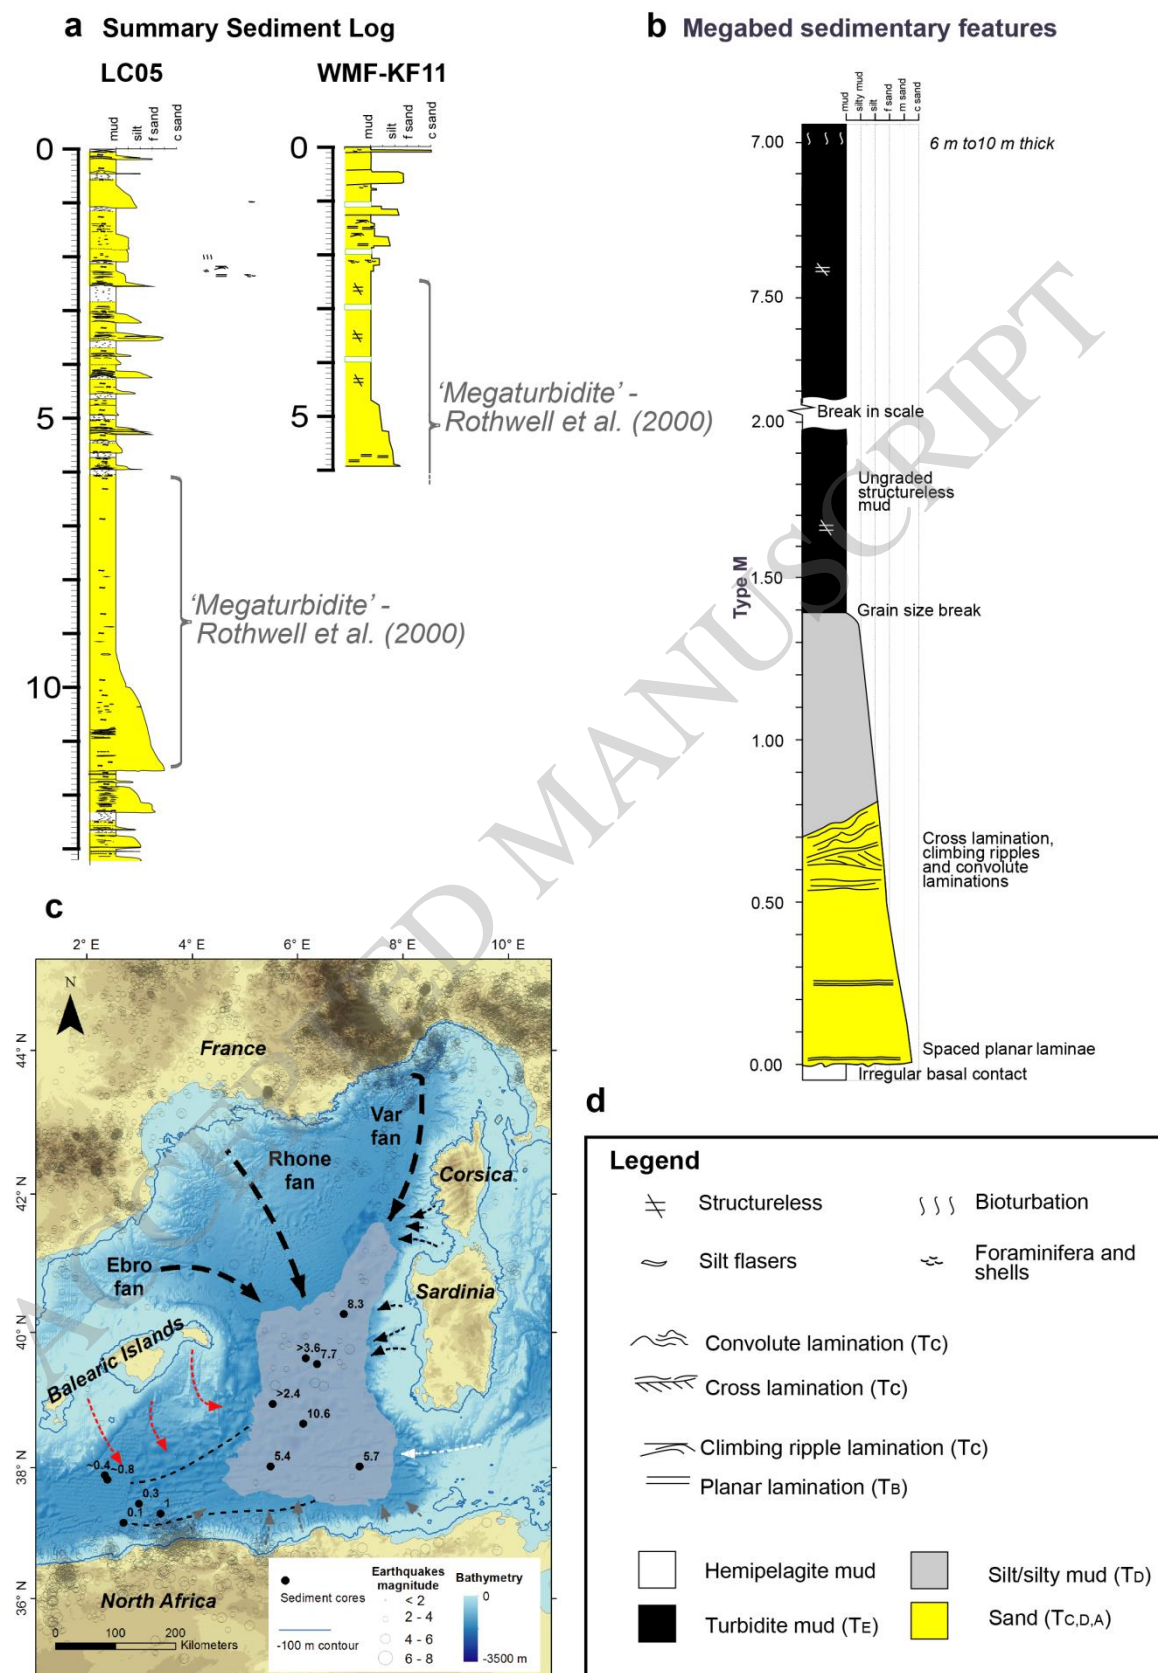 a Summary Sediment Log
LC05
WMF-KF11
mud
silt
f sand
c sand
mud
silt
f sand
c sand
0
5
10
0
5
'Megaturbidite' -
Rothwell et al. (2000)
'Megaturbidite' -
Rothwell et al. (2000)
b Megabed sedimentary features
mud
silty mud
silt
f sand
m sand
c sand
7.00
6 m to10 m thick
7.50
Break in scale
2.00
Ungraded
structureless
mud
Type M
1.50
Grain size break
1.00
Cross lamination,
climbing ripples
and convolute
laminations
0.50
Spaced planar laminae
0.00
Irregular basal contact
ACCEPTED MANUSCRIPT
c
2° E
4° E
6° E
8° E
10° E
44° N
42° N
40° N
38° N
36° N
N
France
Var
fan
Rhone
fan
Corsica
Ebro
fan
Sardinia
Balearic Islands
8.3
>3.6
7.7
>2.4
10.6
5.4
5.7
~0.4
~0.8
0.3
0.1
1
North Africa
0 100 200
Kilometers
Sediment cores
-100 m contour
Earthquakes
magnitude
< 2
2 - 4
4 - 6
6 - 8
Bathymetry
0
-3500 m
d
Legend
Structureless
Bioturbation
Silt flasers
Foraminifera and
shells
Convolute lamination (Tc)
Cross lamination (Tc)
Climbing ripple lamination (Tc)
Planar lamination (TB)
Hemipelagite mud
Silt/silty mud (TD)
Turbidite mud (TE)
Sand (TC,D,A)